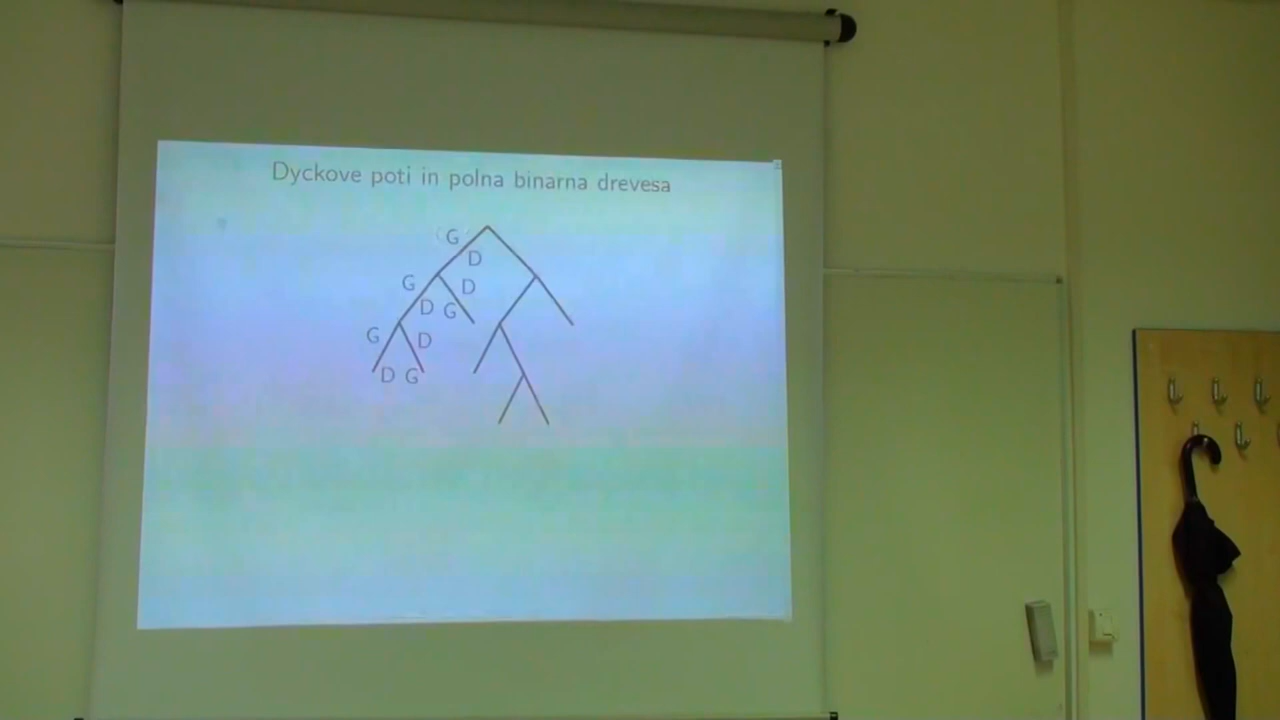 Dyckove poti in polna binarna drevesa
G
D
G D
D G
G D
D G